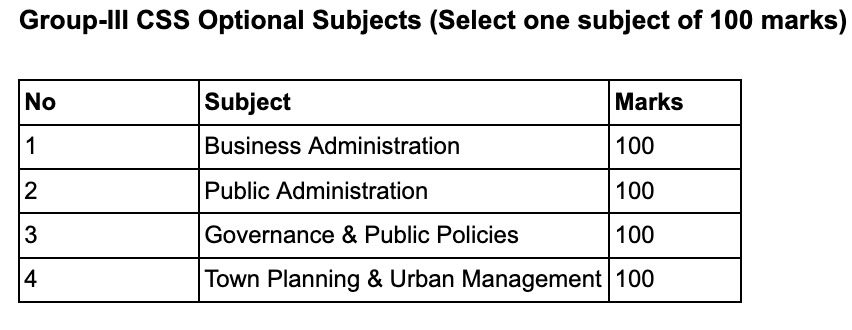 Group-III CSS Optional Subjects (Select one subject of 100 marks)
No Subject Marks
1 Business Administration 100
2 Public Administration 100
3 Governance & Public Policies 100
4 Town Planning & Urban Management 100